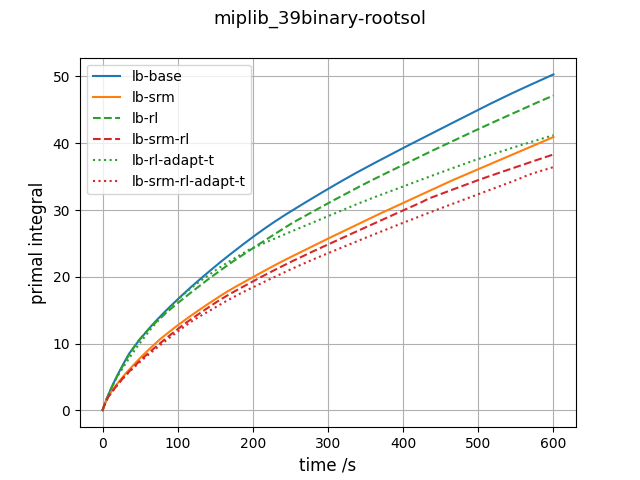 miplib_39binary-rootsol
lb-base
lb-srm
lb-rl
lb-srm-rl
lb-rl-adapt-t
lb-srm-rl-adapt-t
primal integral
50
40
30
20
10
0
0 100 200 300 400 500 600
time /s